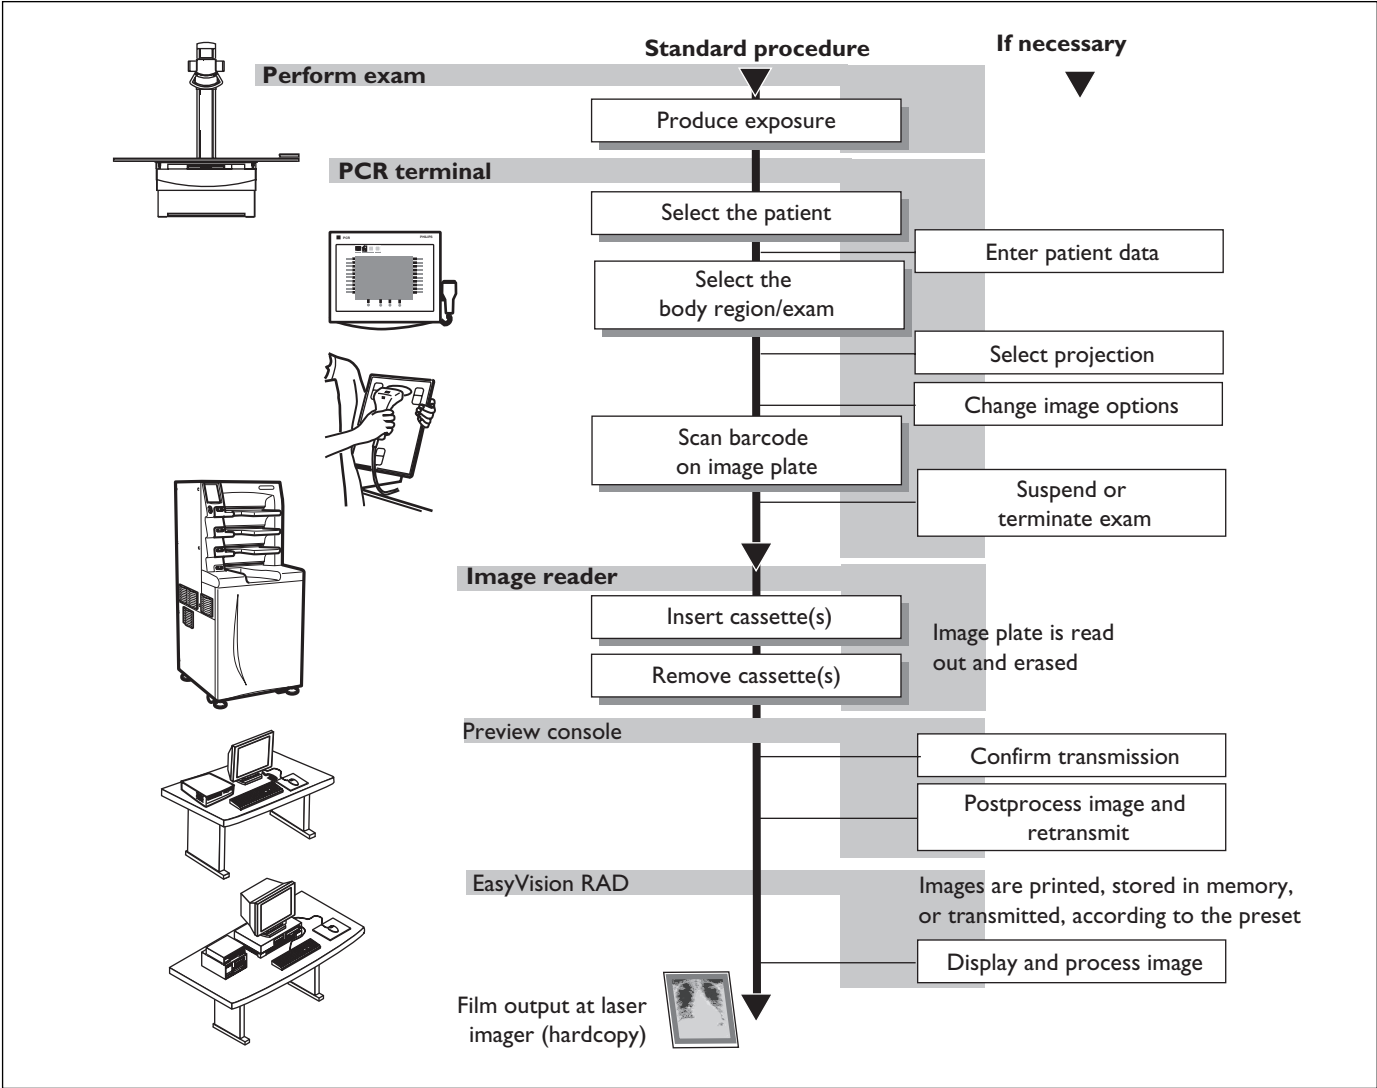 Standard procedure
If necessary
Perform exam
Produce exposure
PCR terminal
Select the patient
PCR
PHILIPS
Enter patient data
Select the
body region/exam
Select projection
Change image options
Scan barcode
on image plate
Suspend or
terminate exam
Image reader
Insert cassette(s)
Image plate is read
out and erased
Remove cassette(s)
Preview console
Confirm transmission
Postprocess image and
retransmit
EasyVision RAD
Images are printed, stored in memory,
or transmitted, according to the preset
Display and process image
Film output at laser
imager (hardcopy)